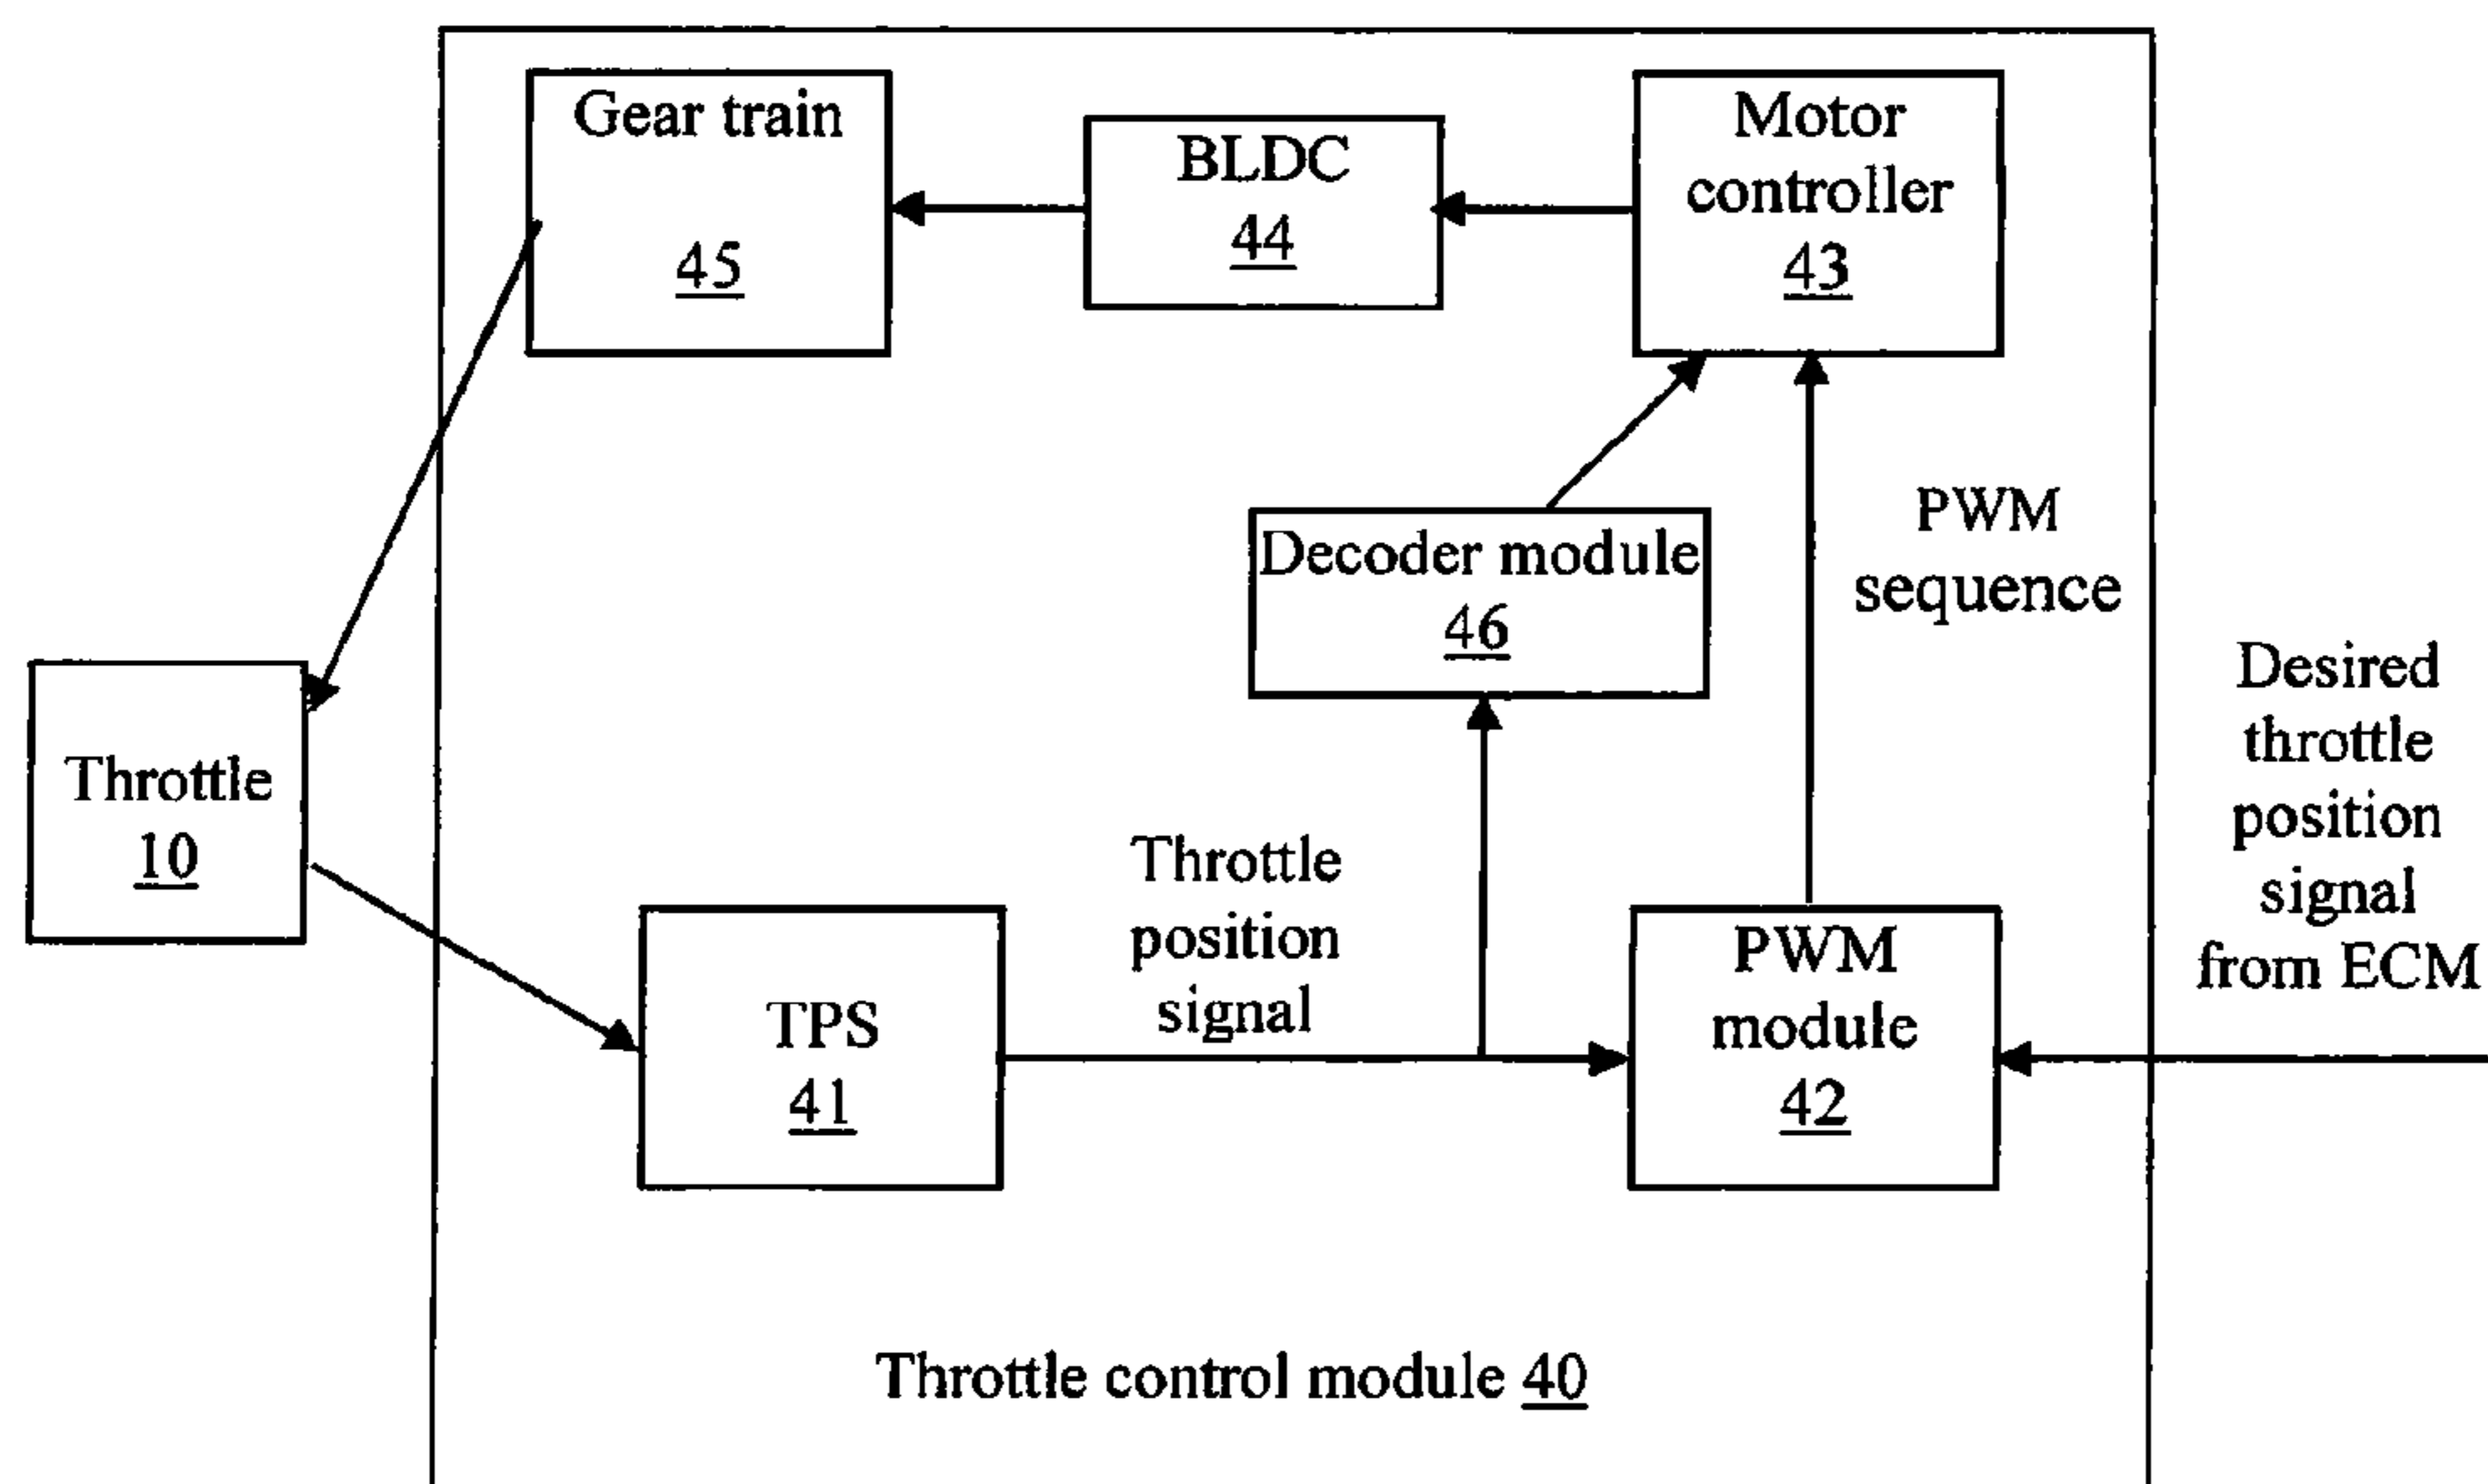 Gear train
45
BLDC
44
Motor
controller
43
Decoder module
46
PWM
sequence
Desired
throttle
position
signal
from ECM
Throttle
10
Throttle
position
signal
TPS
41
PWM
module
42
Throttle control module 40